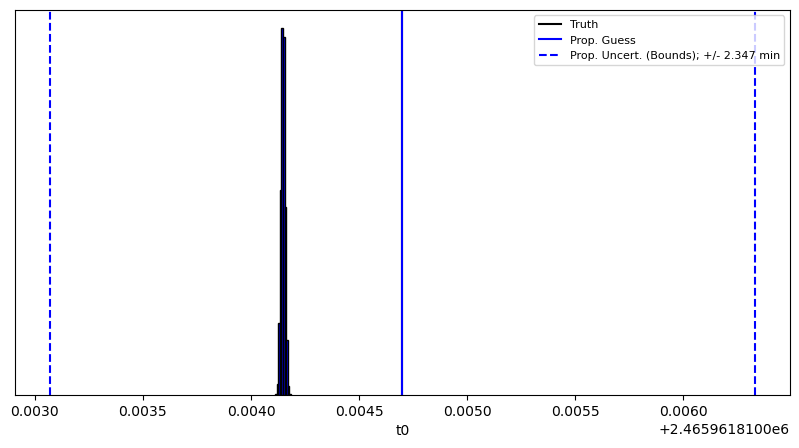 Truth
Prop. Guess
Prop. Uncert. (Bounds); +/- 2.347 min
0.0030 0.0035 0.0040 0.0045 0.0050 0.0055 0.0060
t0
+2.4659618100e6